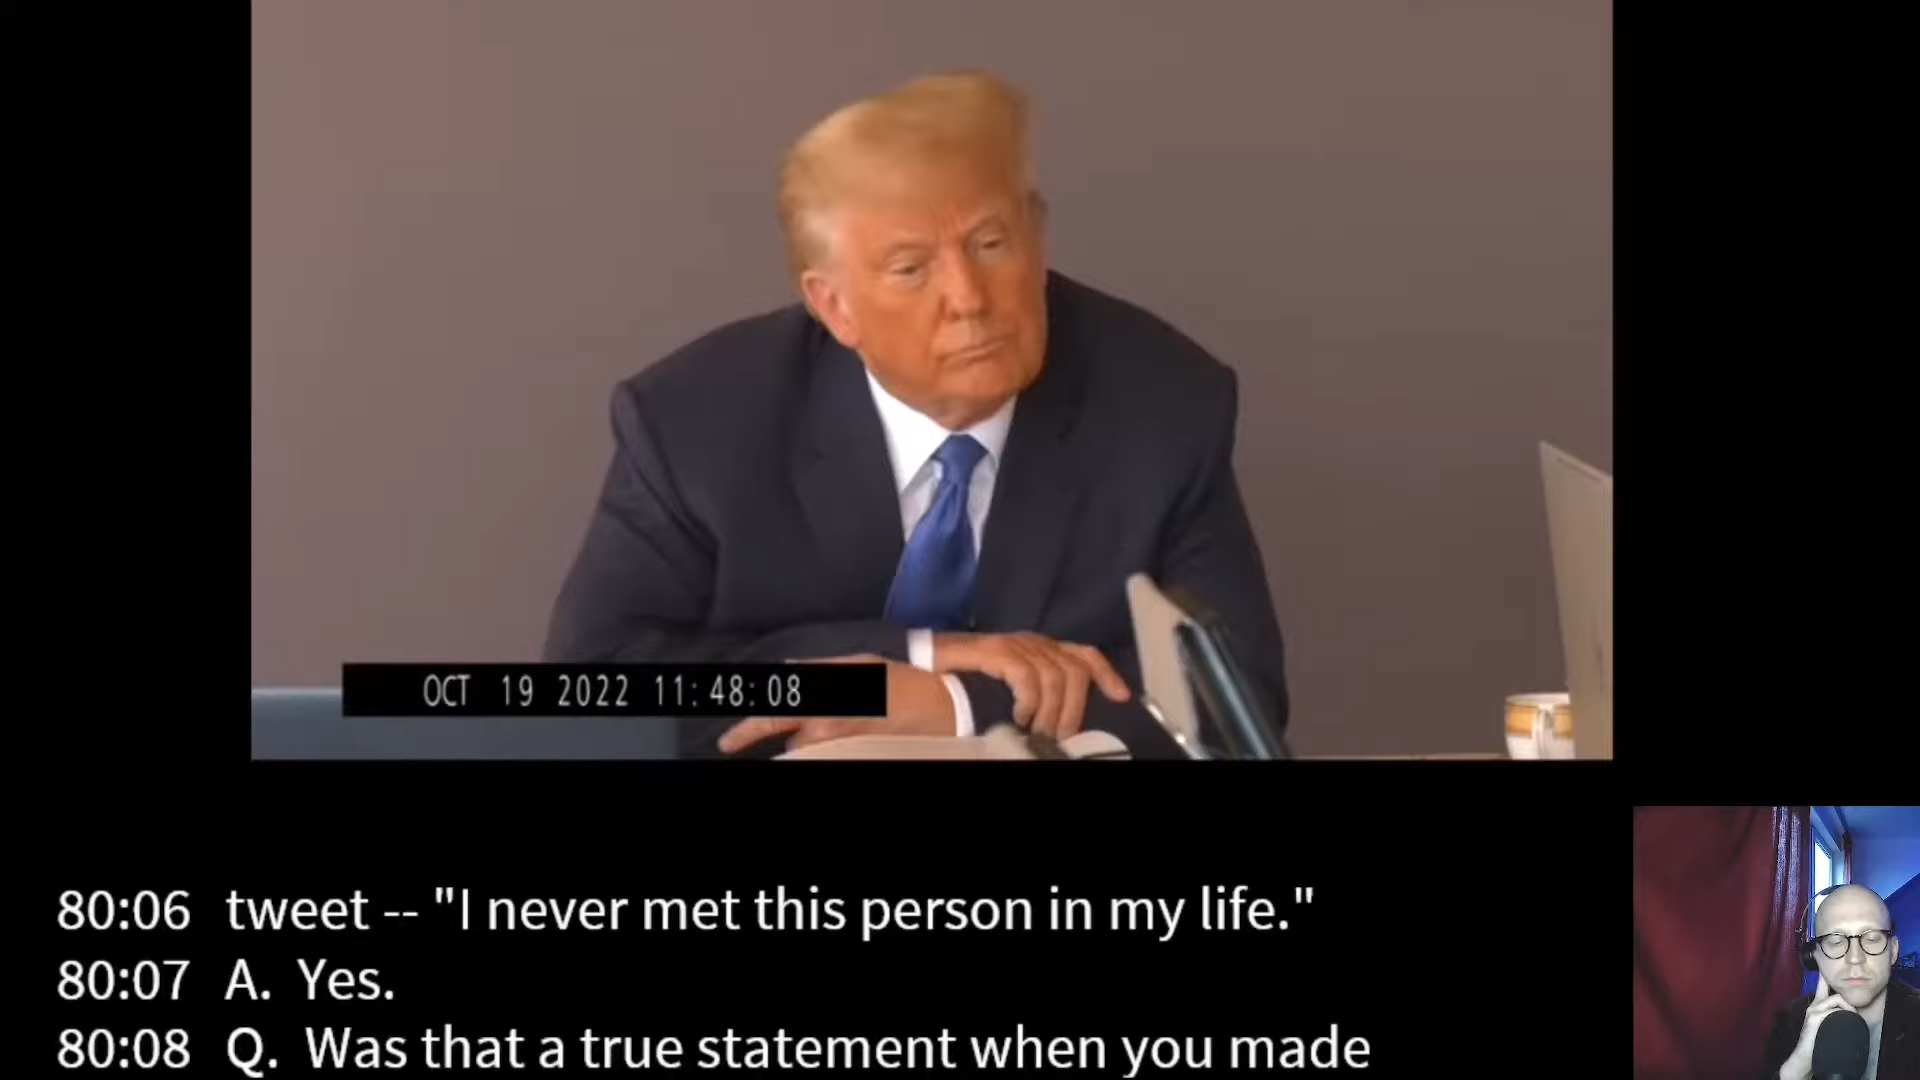 OCT 19 2022 11:48:08
80:06 tweet -- "I never met this person in my life."
80:07 A. Yes.
80:08 Q. Was that a true statement when you made